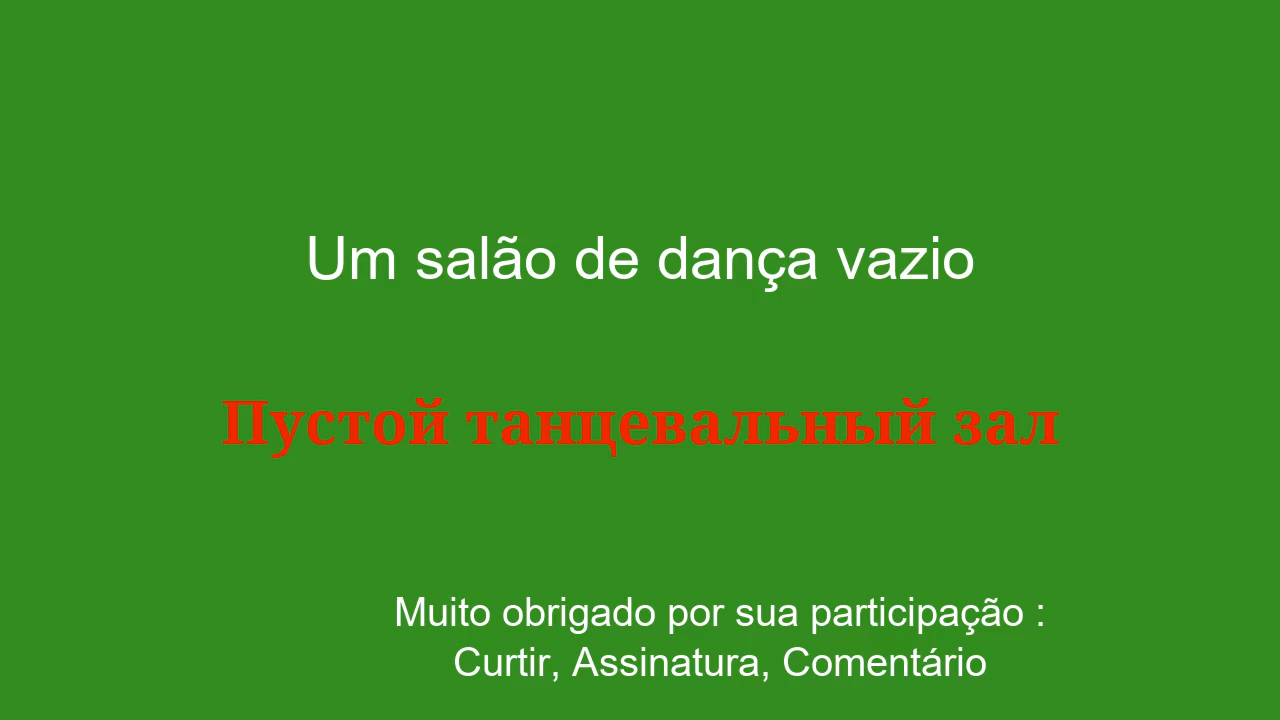 Um salão de dança vazio
Пустой танцевальный зал
Muito obrigado por sua participação :
Curtir, Assinatura, Comentário